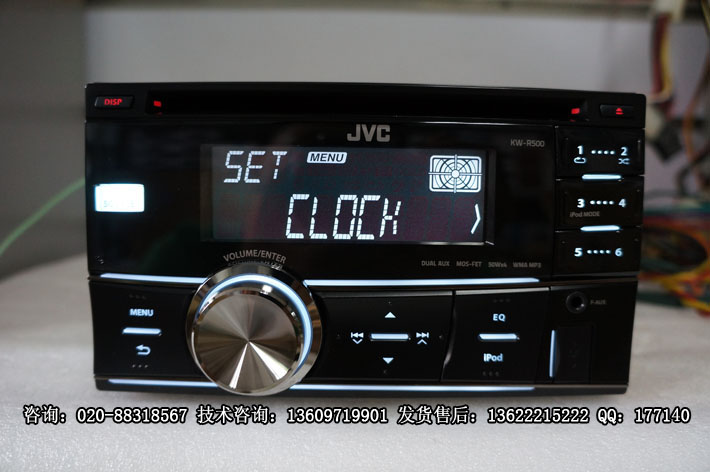 DISP
JVC
KW-R500
SET MENU
CLOCK
1 2
3 4
iPod MODE
5 6
VOLUME/ENTER
DUAL AUX MOS-FET 50Wx4 WMA MP3
MENU
EQ
iPod
F-AUX
咨询: 020-88318567 技术咨询: 13609719901 发货售后: 13622215222 QQ: 177140